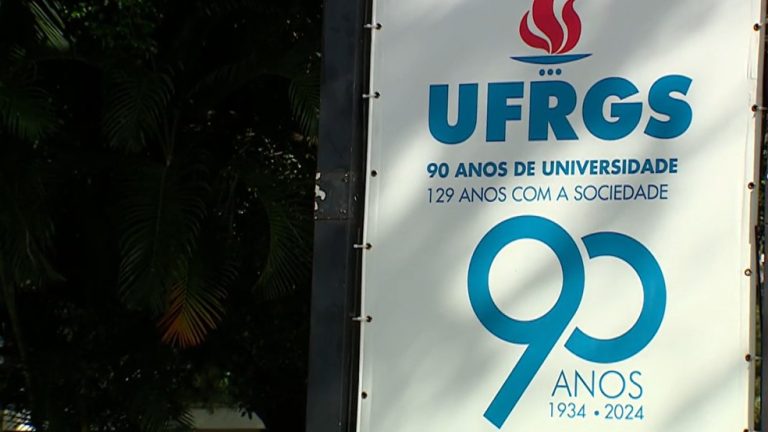 UFRGS
90 ANOS DE UNIVERSIDADE
129 ANOS COM A SOCIEDADE
90
ANOS
1934 • 2024